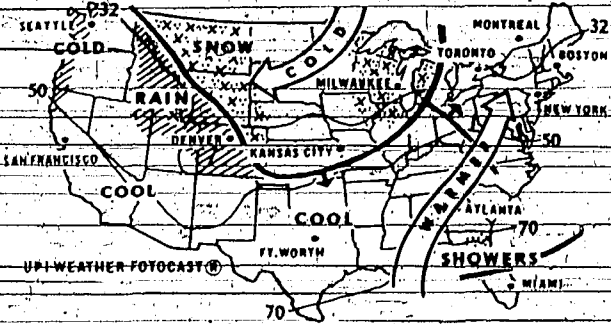 32
MONTREAL
32
SEATTLE
COLD
SNOW
COLD
TORONTO
BOSTON
MILWAUKEE
50
RAIN
NEW YORK
DENVER
KANSAS CITY
50
SAN FRANCISCO
COOL
WARMER
ATLANTA
COOL
70
FT. WORTH
SHOWERS
UPI WEATHER FOTOCAST ®
MIAMI
70